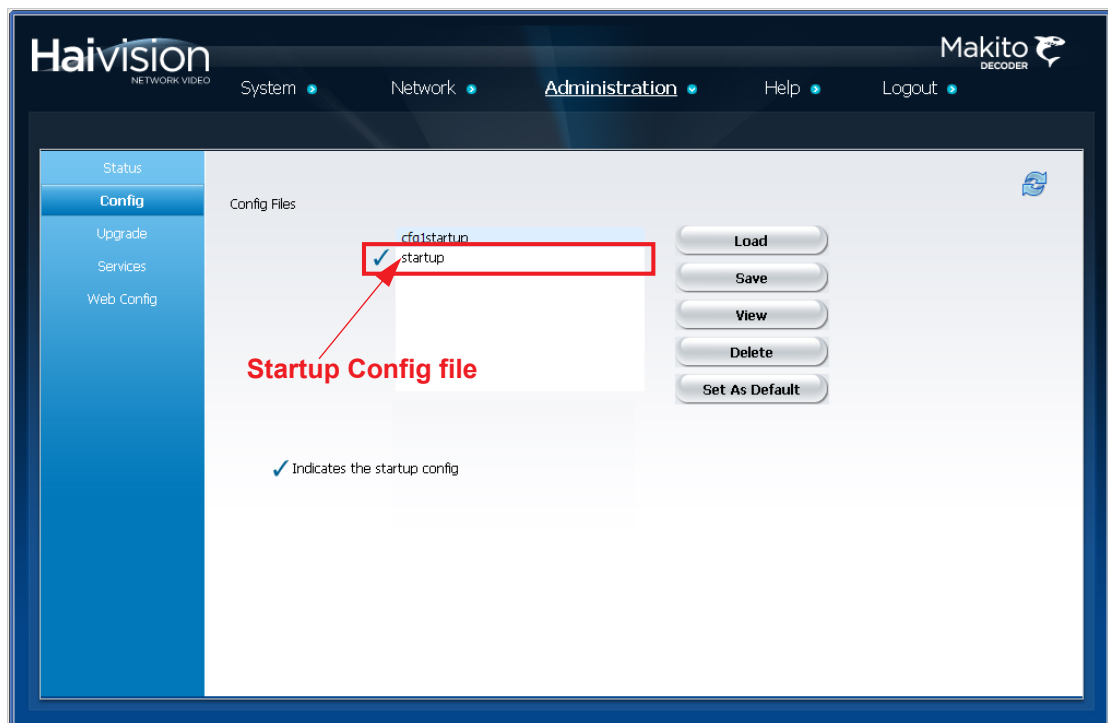 Haivision
NETWORK VIDEO
Makito
DECODER
System
Network
Administration
Help
Logout
Status
Config
Upgrade
Services
Web Config
Config Files
cfg1startup
startup
Load
Save
View
Delete
Set As Default
Startup Config file
Indicates the startup config